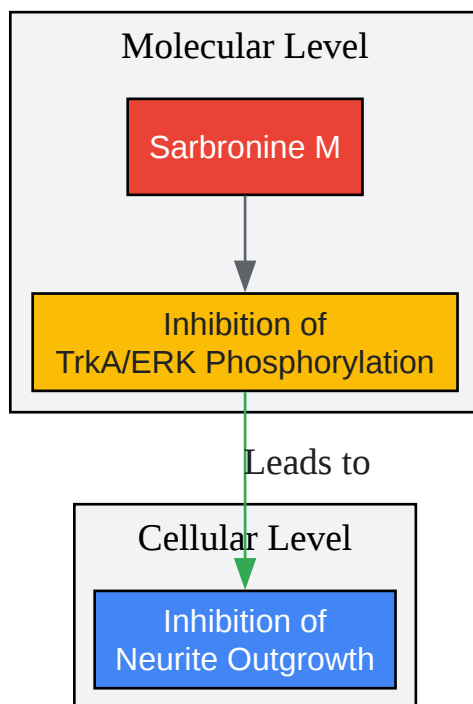 Molecular Level
Sarbronine M
Inhibition of
TrkA/ERK Phosphorylation
Leads to
Cellular Level
Inhibition of
Neurite Outgrowth